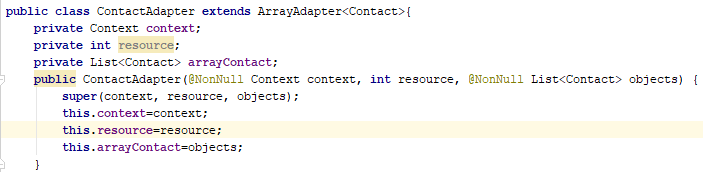 public class ContactAdapter extends ArrayAdapter<Contact>{
private Context context;
private int resource;
private List<Contact> arrayContact;
public ContactAdapter(@NonNull Context context, int resource, @NonNull List<Contact> objects) {
super(context, resource, objects);
this.context=context;
this.resource=resource;
this.arrayContact=objects;
}